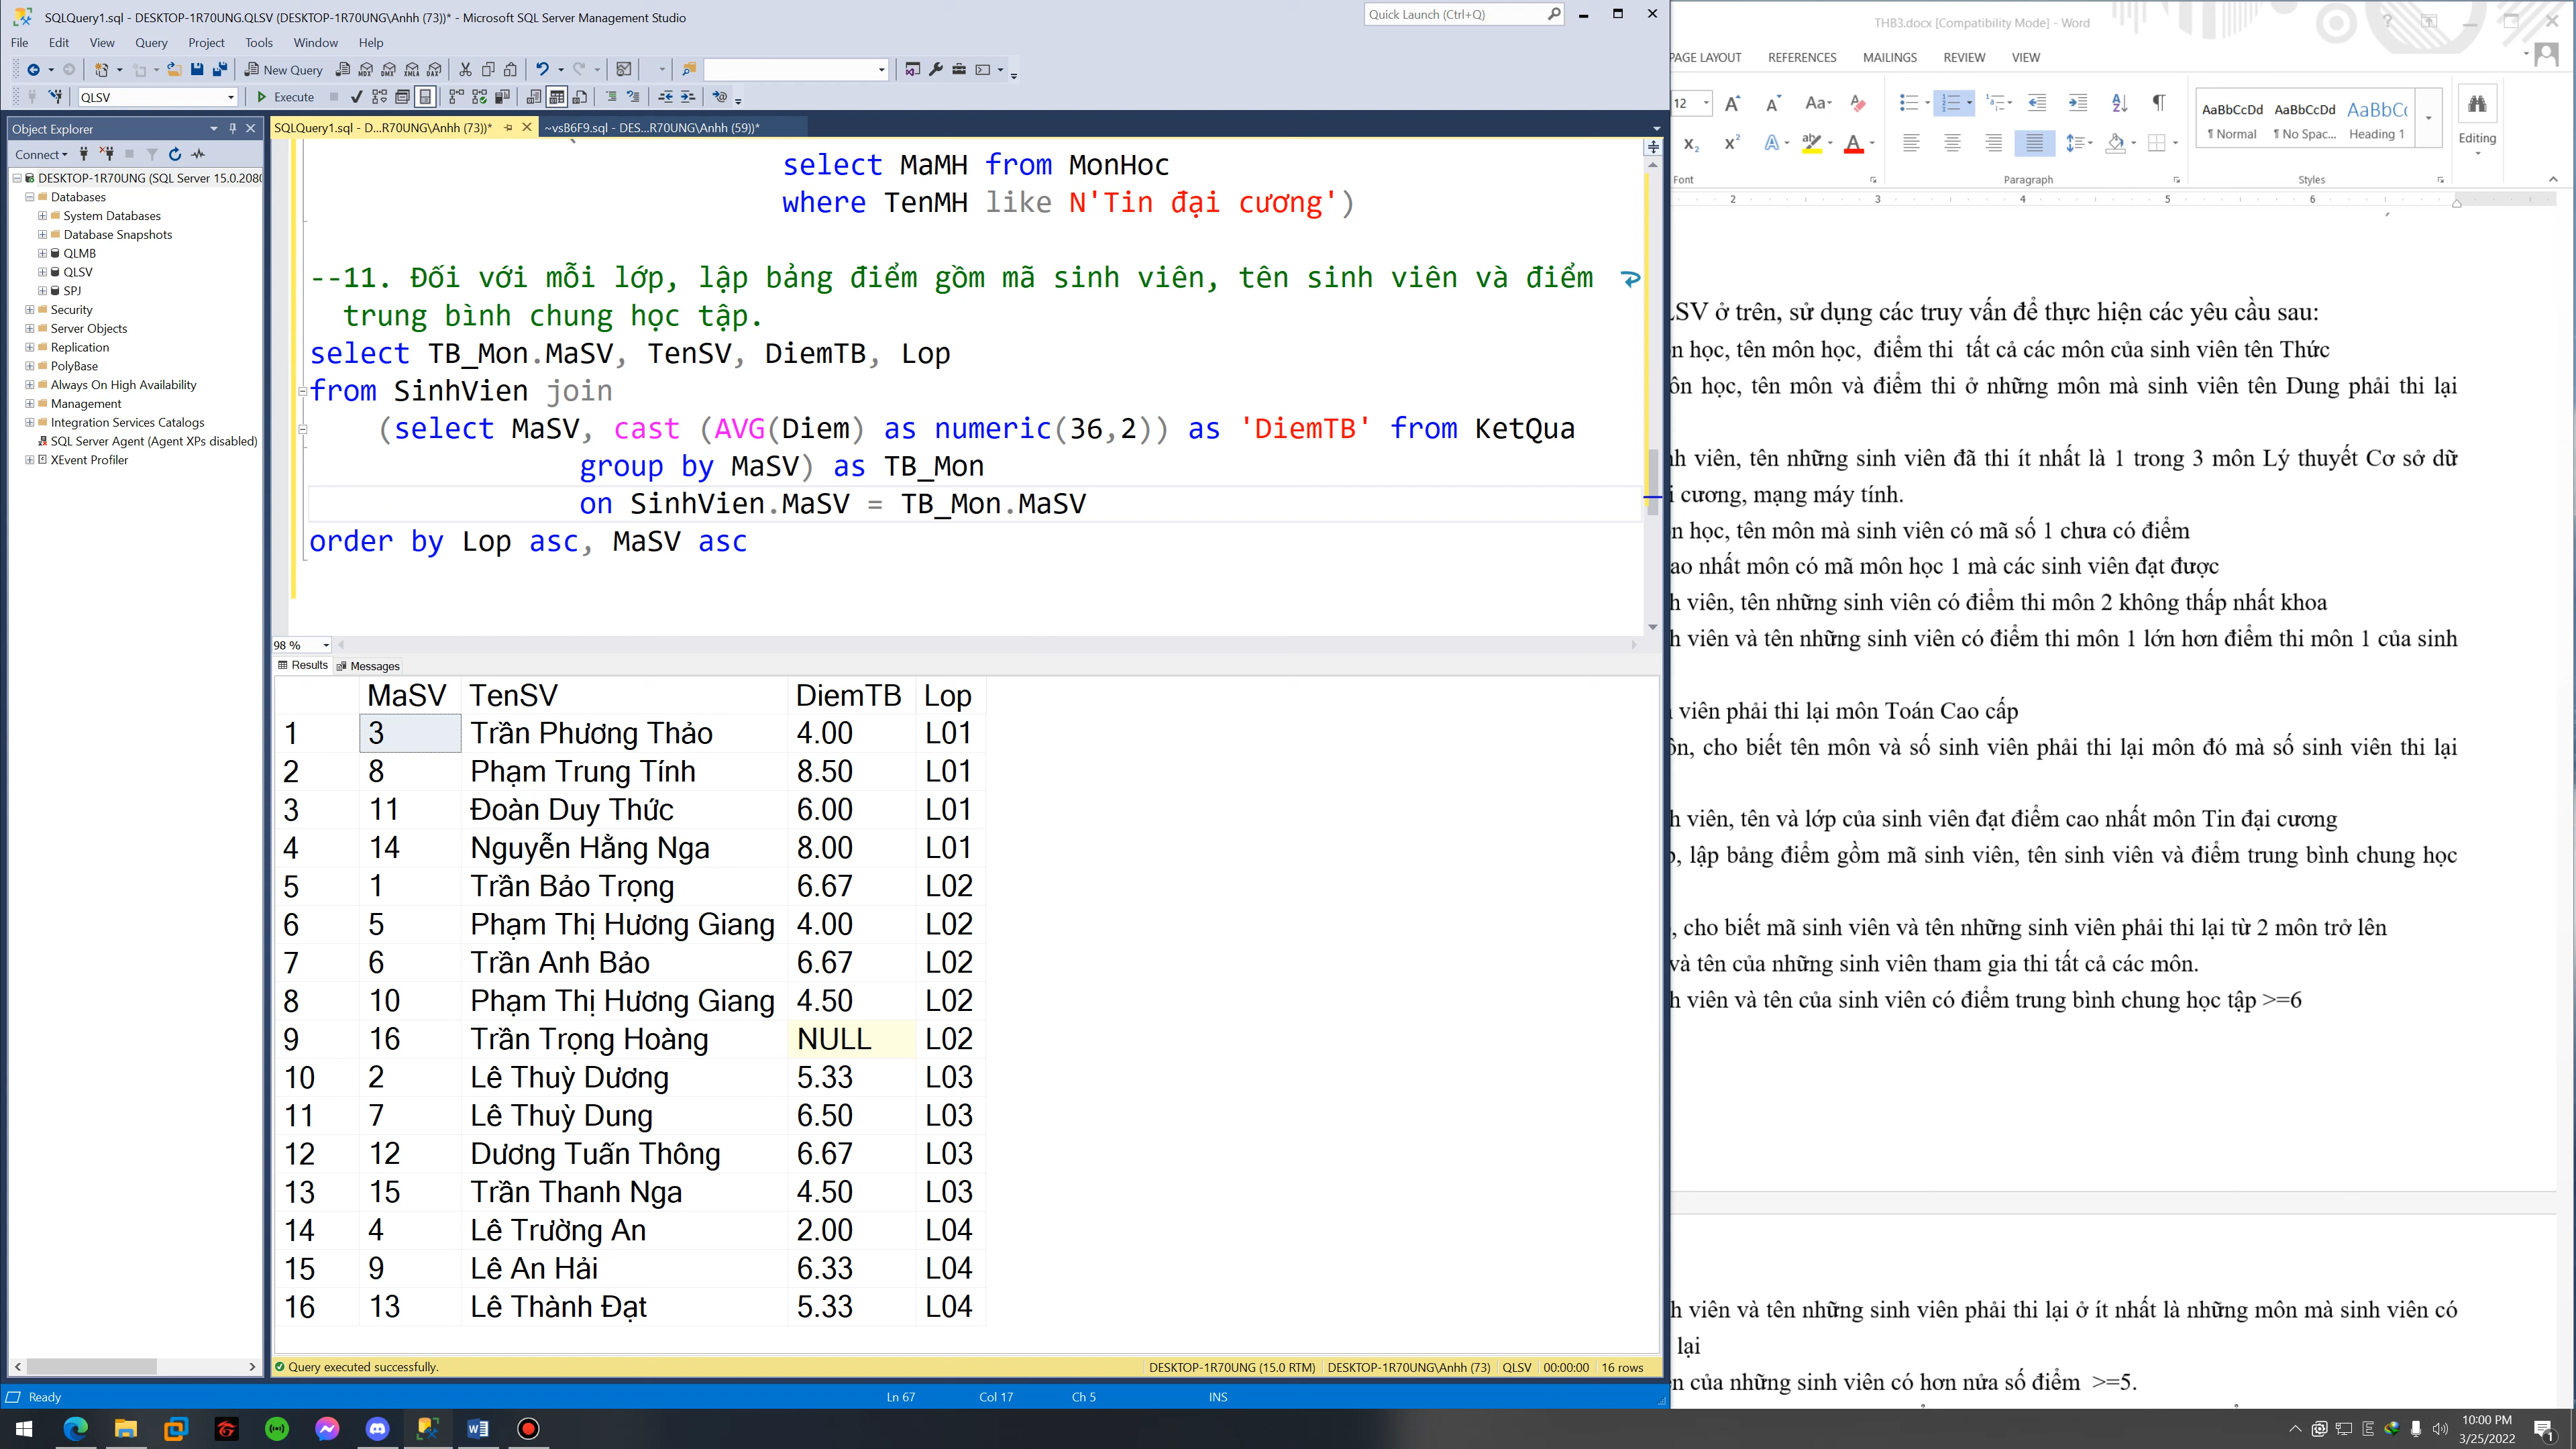 SQLQuery1.sql - DESKTOP-1R70UNG.QLSV (DESKTOP-1R70UNG\Anhh (73))* - Microsoft SQL Server Management Studio
Quick Launch (Ctrl+Q)
File Edit View Query Project Tools Window Help
New Query
MDX DMX XMLA DAX
QLSV
Execute
Object Explorer
Connect
DESKTOP-1R70UNG (SQL Server 15.0.2080
Databases
System Databases
Database Snapshots
QLMB
QLSV
SPJ
Security
Server Objects
Replication
PolyBase
Always On High Availability
Management
Integration Services Catalogs
SQL Server Agent (Agent XPs disabled)
XEvent Profiler
SQLQuery1.sql - D...R70UNG\Anhh (73))*
~vsB6F9.sql - DES...R70UNG\Anhh (59))*
select MaMH from MonHoc
where TenMH like N'Tin đại cương')
--11. Đối với mỗi lớp, lập bảng điểm gồm mã sinh viên, tên sinh viên và điểm
trung bình chung học tập.
select TB_Mon.MaSV, TenSV, DiemTB, Lop
from SinhVien join
(select MaSV, cast (AVG(Diem) as numeric(36,2)) as 'DiemTB' from KetQua
group by MaSV) as TB_Mon
on SinhVien.MaSV = TB_Mon.MaSV
order by Lop asc, MaSV asc
98 %
Results Messages
MaSV TenSV DiemTB Lop
1 3 Trần Phương Thảo 4.00 L01
2 8 Phạm Trung Tính 8.50 L01
3 11 Đoàn Duy Thức 6.00 L01
4 14 Nguyễn Hằng Nga 8.00 L01
5 1 Trần Bảo Trọng 6.67 L02
6 5 Phạm Thị Hương Giang 4.00 L02
7 6 Trần Anh Bảo 6.67 L02
8 10 Phạm Thị Hương Giang 4.50 L02
9 16 Trần Trọng Hoàng NULL L02
10 2 Lê Thuỳ Dương 5.33 L03
11 7 Lê Thuỳ Dung 6.50 L03
12 12 Dương Tuấn Thông 6.67 L03
13 15 Trần Thanh Nga 4.50 L03
14 4 Lê Trường An 2.00 L04
15 9 Lê An Hải 6.33 L04
16 13 Lê Thành Đạt 5.33 L04
Query executed successfully.
DESKTOP-1R70UNG (15.0 RTM) DESKTOP-1R70UNG\Anhh (73) QLSV 00:00:00 16 rows
Ready
Ln 67 Col 17 Ch 5 INS
THB3.docx [Compatibility Mode] - Word
PAGE LAYOUT REFERENCES MAILINGS REVIEW VIEW
12
AaBbCcDd AaBbCcDd AaBbC
¶ Normal ¶ No Spac... Heading 1
Editing
Font Paragraph Styles
2 3 4 5 6
LSV ở trên, sử dụng các truy vấn để thực hiện các yêu cầu sau:
n học, tên môn học, điểm thi tất cả các môn của sinh viên tên Thức
ôn học, tên môn và điểm thi ở những môn mà sinh viên tên Dung phải thi lại
nh viên, tên những sinh viên đã thi ít nhất là 1 trong 3 môn Lý thuyết Cơ sở dữ
i cương, mạng máy tính.
n học, tên môn mà sinh viên có mã số 1 chưa có điểm
ao nhất môn có mã môn học 1 mà các sinh viên đạt được
h viên, tên những sinh viên có điểm thi môn 2 không thấp nhất khoa
h viên và tên những sinh viên có điểm thi môn 1 lớn hơn điểm thi môn 1 của sinh
viên phải thi lại môn Toán Cao cấp
ôn, cho biết tên môn và số sinh viên phải thi lại môn đó mà số sinh viên thi lại
h viên, tên và lớp của sinh viên đạt điểm cao nhất môn Tin đại cương
p, lập bảng điểm gồm mã sinh viên, tên sinh viên và điểm trung bình chung học
, cho biết mã sinh viên và tên những sinh viên phải thi lại từ 2 môn trở lên
và tên của những sinh viên tham gia thi tất cả các môn.
h viên và tên của sinh viên có điểm trung bình chung học tập >=6
h viên và tên những sinh viên phải thi lại ở ít nhất là những môn mà sinh viên có
lại
n của những sinh viên có hơn nửa số điểm >=5.
10:00 PM
3/25/2022
1